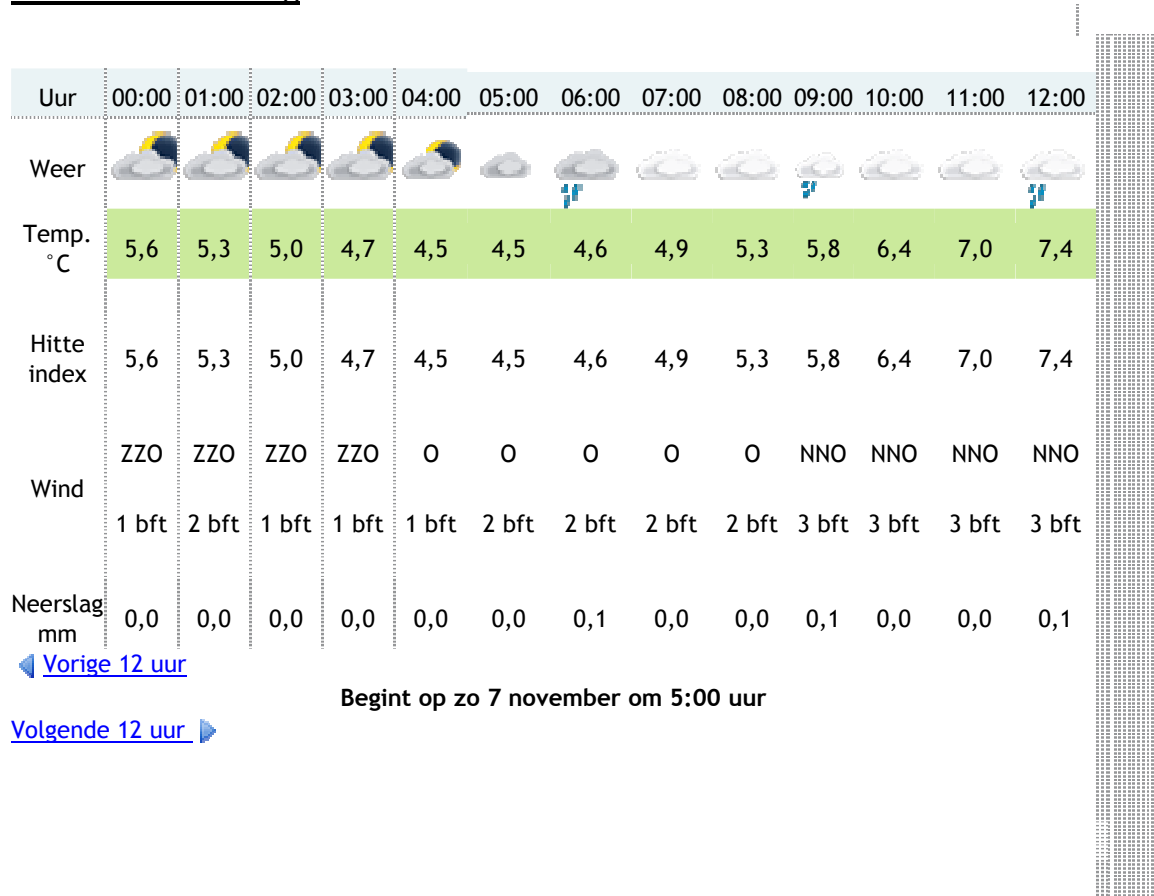 Uur 00:00 01:00 02:00 03:00 04:00 05:00 06:00 07:00 08:00 09:00 10:00 11:00 12:00
Weer
Temp.
°C 5,6 5,3 5,0 4,7 4,5 4,5 4,6 4,9 5,3 5,8 6,4 7,0 7,4
Hitte
index 5,6 5,3 5,0 4,7 4,5 4,5 4,6 4,9 5,3 5,8 6,4 7,0 7,4
ZZO ZZO ZZO ZZO O O O O O NNO NNO NNO NNO
Wind
1 bft 2 bft 1 bft 1 bft 1 bft 2 bft 2 bft 2 bft 2 bft 3 bft 3 bft 3 bft 3 bft
Neerslag
mm 0,0 0,0 0,0 0,0 0,0 0,0 0,1 0,0 0,0 0,1 0,0 0,0 0,1
Vorige 12 uur
Begint op zo 7 november om 5:00 uur
Volgende 12 uur